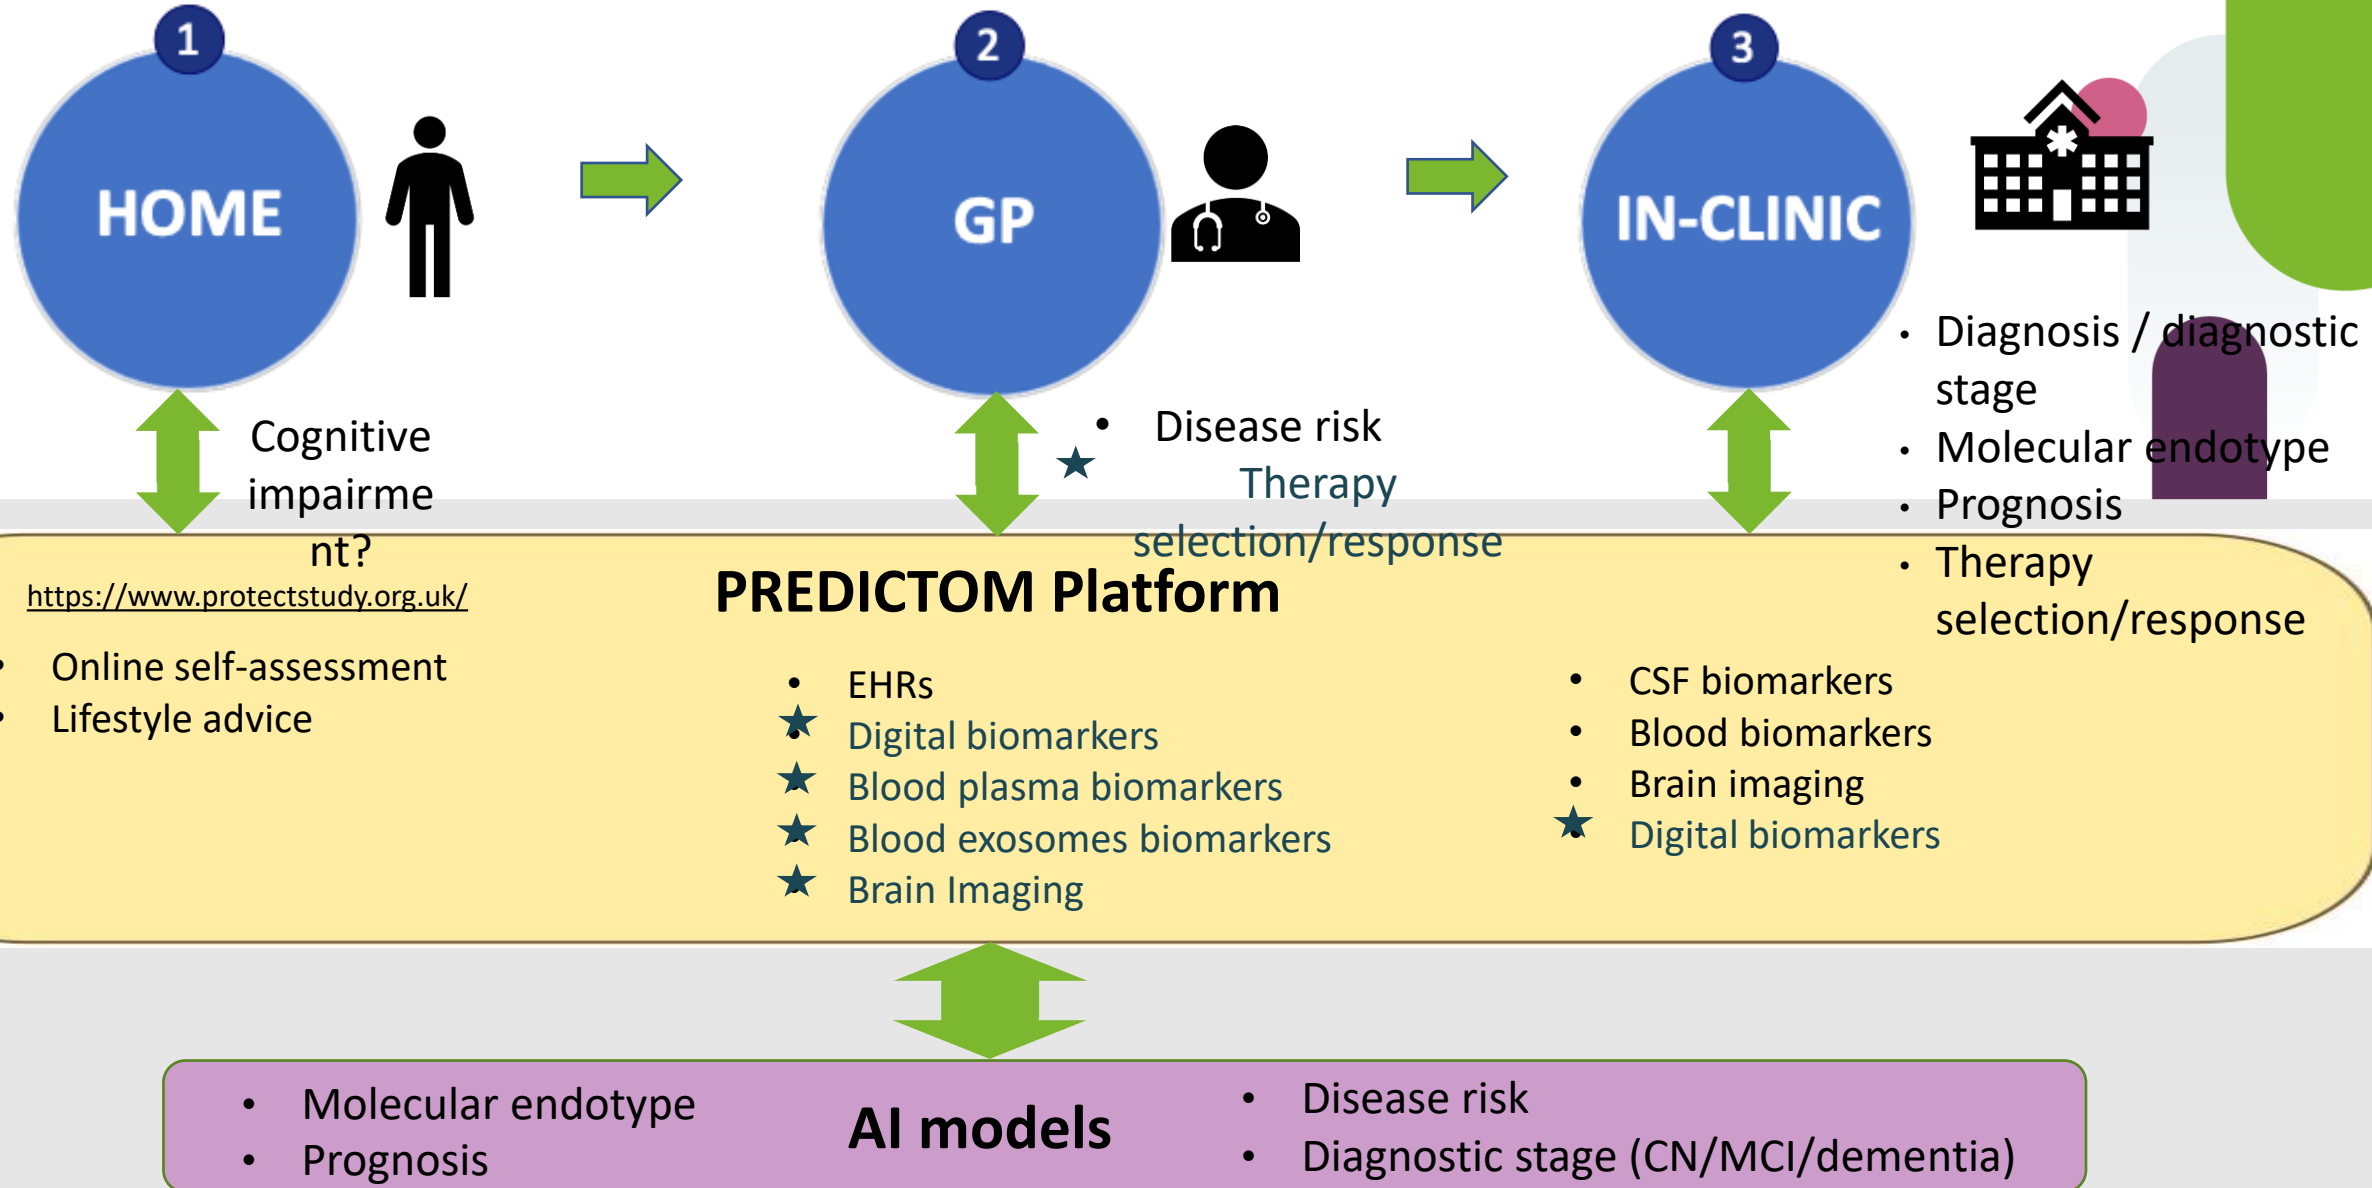 1
HOME
2
GP
3
IN-CLINIC
Cognitive
impairme
nt?
https://www.protectstudy.org.uk/
• Online self-assessment
• Lifestyle advice
• Disease risk
★ Therapy
selection/response
• Diagnosis / diagnostic
stage
• Molecular endotype
• Prognosis
• Therapy
selection/response
PREDICTOM Platform
• EHRs
★ Digital biomarkers
★ Blood plasma biomarkers
★ Blood exosomes biomarkers
★ Brain Imaging
• CSF biomarkers
• Blood biomarkers
• Brain imaging
★ Digital biomarkers
• Molecular endotype
• Prognosis
AI models
• Disease risk
• Diagnostic stage (CN/MCI/dementia)